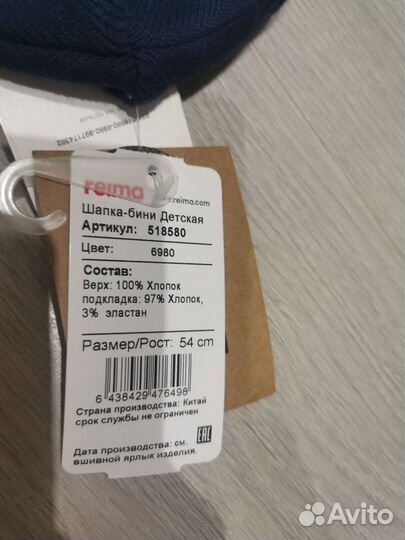 reima
www.reima.com
Шапка-бини Детская
Артикул: 518580
Цвет: 6980
Состав:
Верх: 100% Хлопок
подкладка: 97% Хлопок,
3% эластан
Размер/Рост: 54 cm
6 438429 476498
Страна производства: Китай
срок службы не ограничен
EAC
Дата производства: см.
вшивной ярлык изделия.
Avito